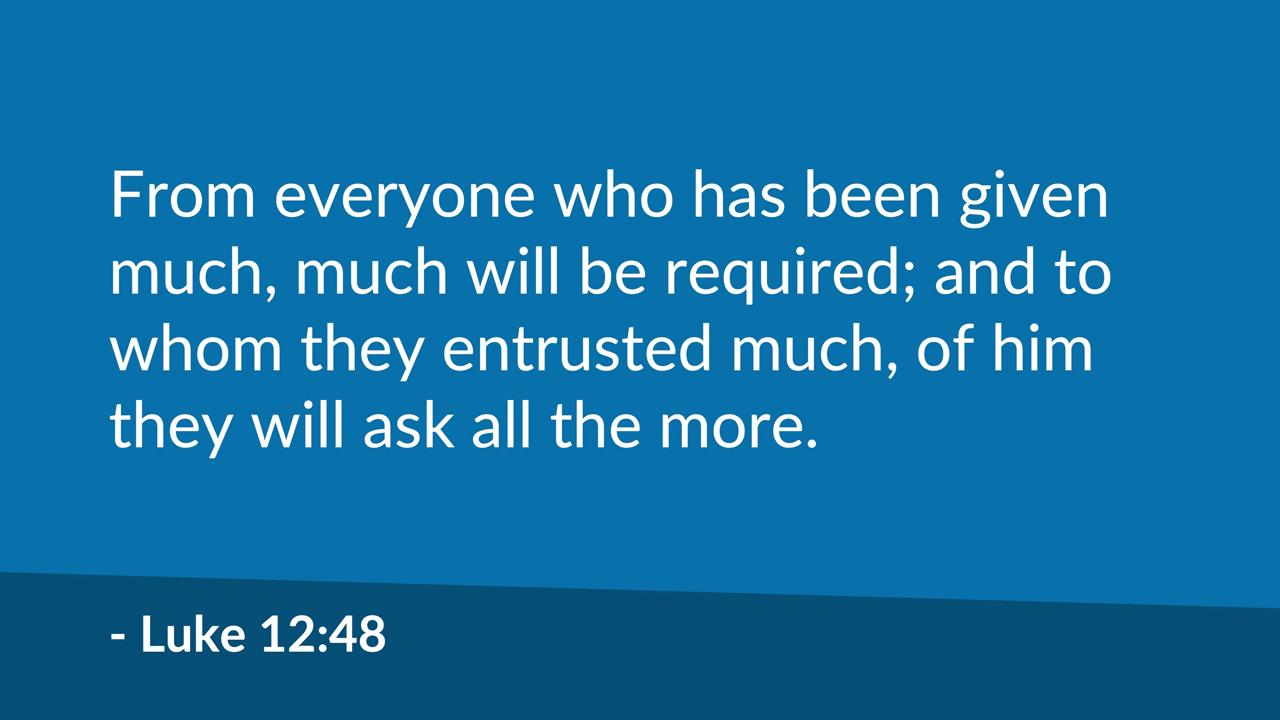 From everyone who has been given
much, much will be required; and to
whom they entrusted much, of him
they will ask all the more.
- Luke 12:48